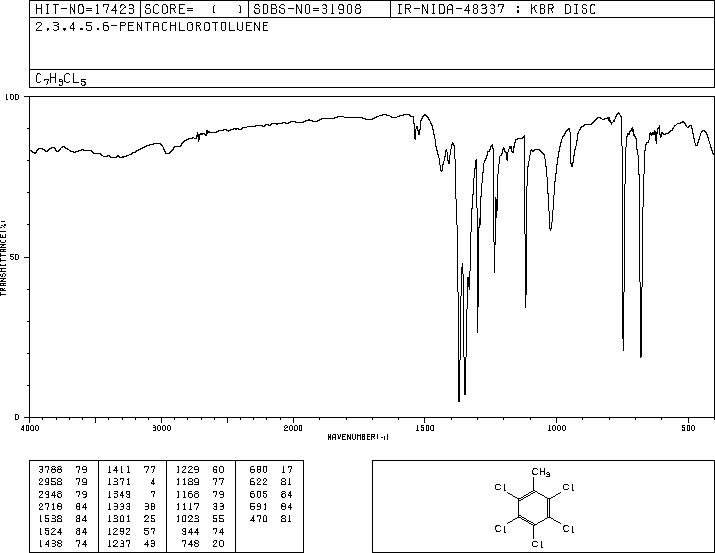 HIT-NO=17423 SCORE= ( ) SDBS-NO=31908 IR-NIDA-48337 : KBR DISC
2,3,4,5,6-PENTACHLOROTOLUENE
C7H3CL5
100
50
0
TRANSMITTANCE(%)
4000 3000 2000 1500 1000 500
WAVENUMBER(-1)
3788 79 1411 77 1229 60 680 17
2958 79 1371 4 1189 77 622 81
2948 79 1349 7 1168 79 605 84
2718 84 1333 38 1117 33 591 84
1538 84 1301 25 1023 55 470 81
1524 84 1292 57 944 74
1438 74 1237 43 748 20
CH3
Cl Cl
Cl Cl
Cl